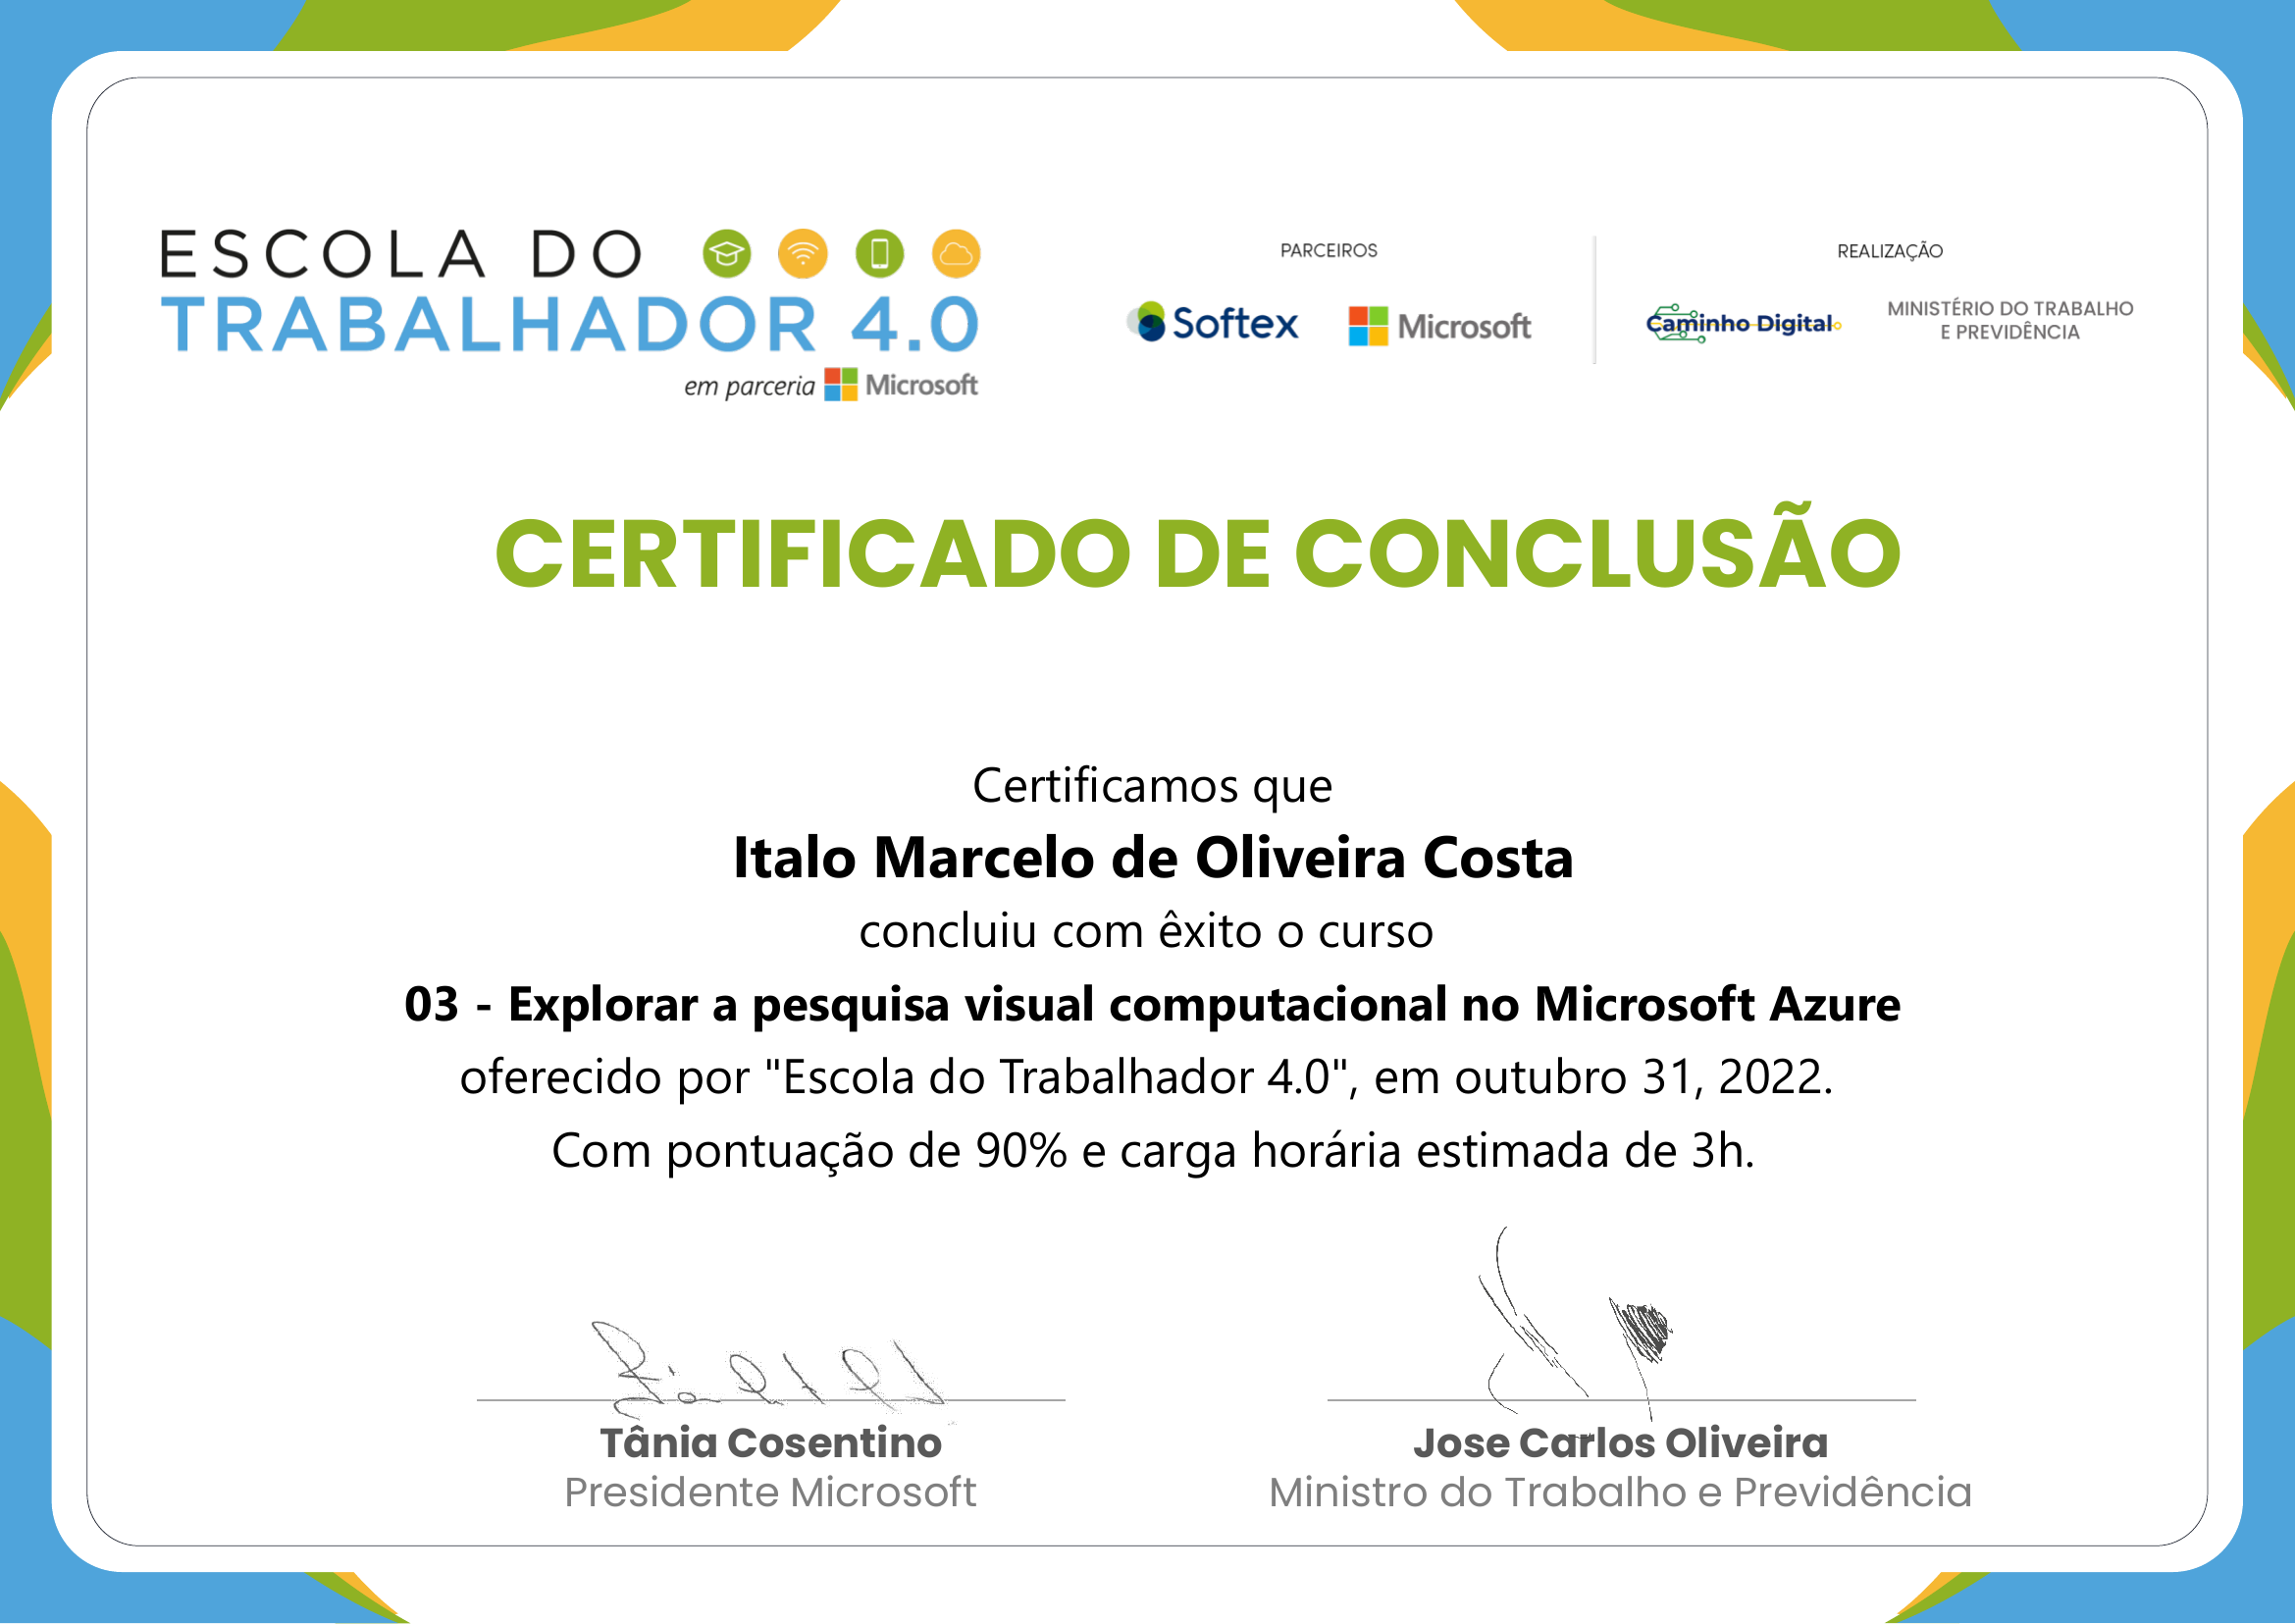 ESCOLA DO
TRABALHADOR 4.0
em parceria Microsoft
PARCEIROS
Softex Microsoft
REALIZAÇÃO
Caminho Digital
MINISTÉRIO DO TRABALHO
E PREVIDÊNCIA
CERTIFICADO DE CONCLUSÃO
Certificamos que
Italo Marcelo de Oliveira Costa
concluiu com êxito o curso
03 - Explorar a pesquisa visual computacional no Microsoft Azure
oferecido por "Escola do Trabalhador 4.0", em outubro 31, 2022.
Com pontuação de 90% e carga horária estimada de 3h.
Tânia Cosentino
Presidente Microsoft
Jose Carlos Oliveira
Ministro do Trabalho e Previdência